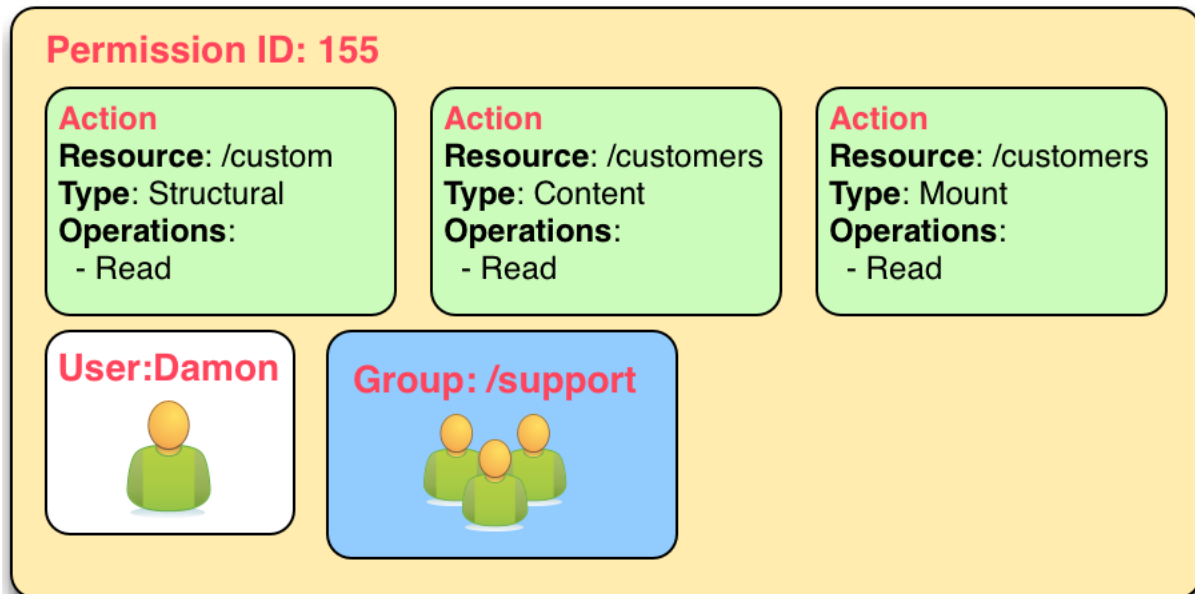 Permission ID: 155
Action
Resource: /custom
Type: Structural
Operations:
- Read
Action
Resource: /customers
Type: Content
Operations:
- Read
Action
Resource: /customers
Type: Mount
Operations:
- Read
User:Damon
Group: /support